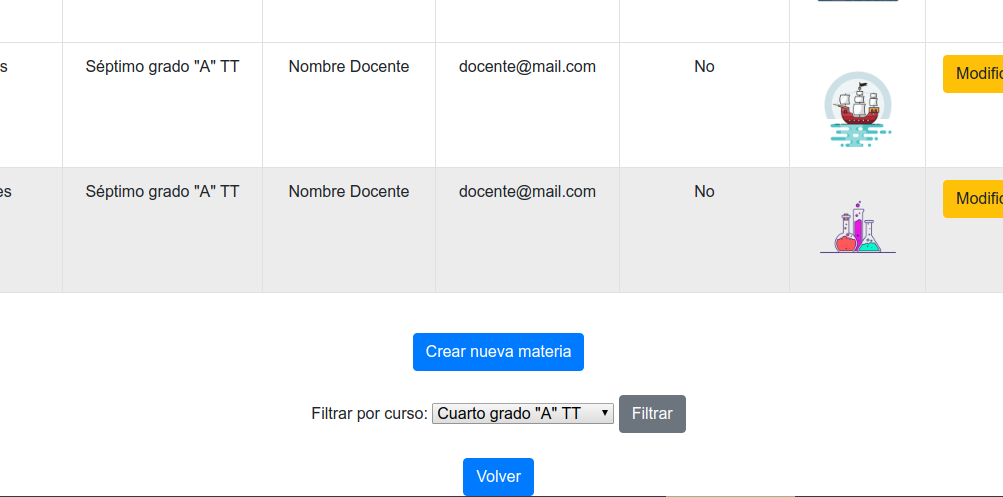 s Séptimo grado "A" TT Nombre Docente docente@mail.com No Modific
es Séptimo grado "A" TT Nombre Docente docente@mail.com No Modific
Crear nueva materia
Filtrar por curso: Cuarto grado "A" TT Filtrar
Volver